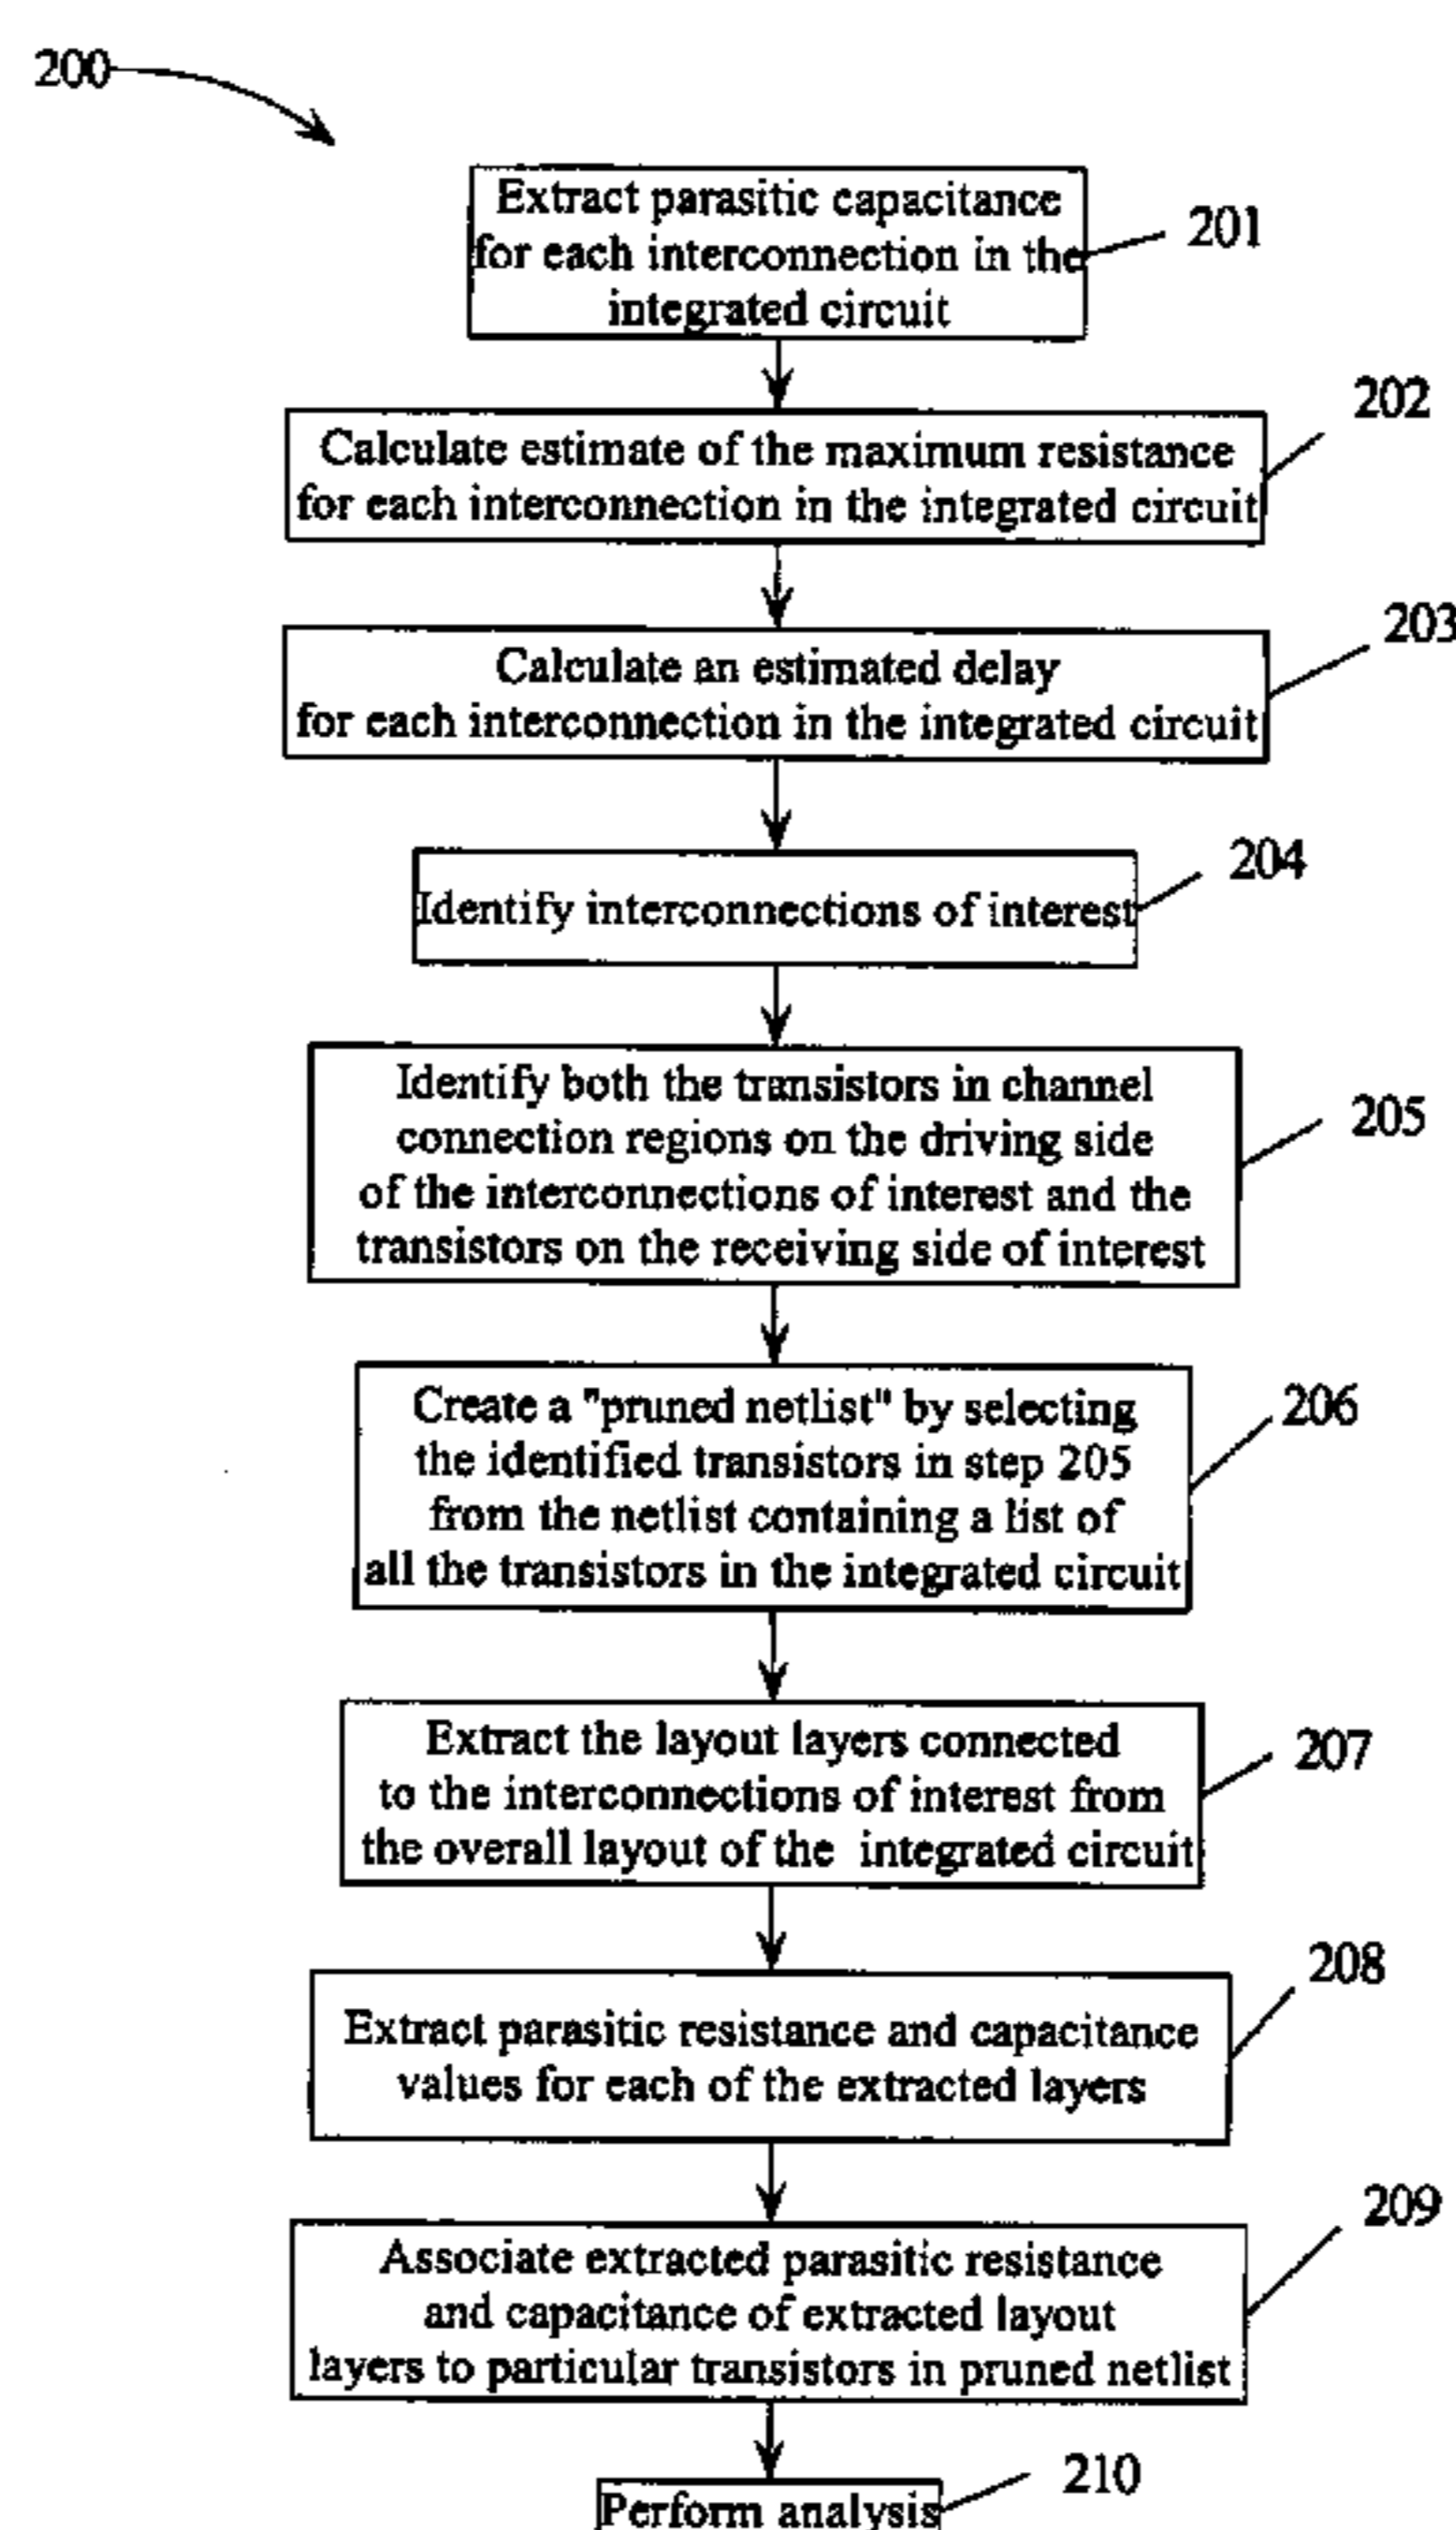 200
Extract parasitic capacitance
for each interconnection in the
integrated circuit
201
Calculate estimate of the maximum resistance
for each interconnection in the integrated circuit
202
Calculate an estimated delay
for each interconnection in the integrated circuit
203
Identify interconnections of interest
204
Identify both the transistors in channel
connection regions on the driving side
of the interconnections of interest and the
transistors on the receiving side of interest
205
Create a "pruned netlist" by selecting
the identified transistors in step 205
from the netlist containing a list of
all the transistors in the integrated circuit
206
Extract the layout layers connected
to the interconnections of interest from
the overall layout of the integrated circuit
207
Extract parasitic resistance and capacitance
values for each of the extracted layers
208
Associate extracted parasitic resistance
and capacitance of extracted layout
layers to particular transistors in pruned netlist
209
Perform analysis
210